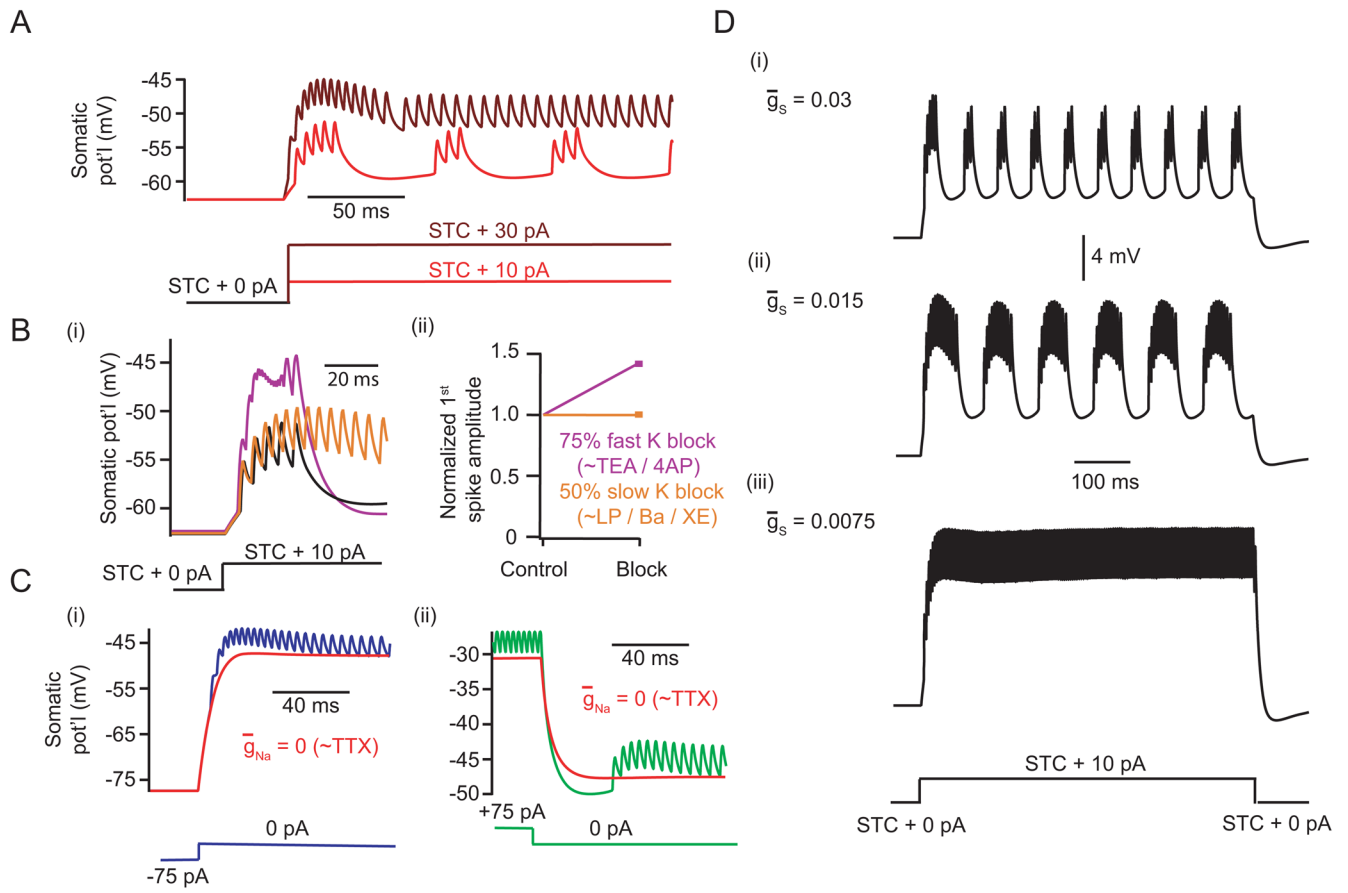 A
Somatic
pot'l (mV)
-45
-50
-55
-60
50 ms
STC + 30 pA
STC + 10 pA
STC + 0 pA
B
(i)
Somatic pot'l (mV)
-45
-50
-55
-60
20 ms
STC + 10 pA
STC + 0 pA
(ii)
Normalized 1st
spike amplitude
1.5
1.0
0.5
0
75% fast K block
(~TEA / 4AP)
50% slow K block
(~LP / Ba / XE)
Control
Block
C
(i)
Somatic
pot'l (mV)
-45
-55
-65
-75
40 ms
g̅Na = 0 (~TTX)
0 pA
-75 pA
(ii)
-30
-35
-40
-45
-50
40 ms
g̅Na = 0 (~TTX)
+75 pA
0 pA
D
(i)
g̅S = 0.03
4 mV
(ii)
g̅S = 0.015
100 ms
(iii)
g̅S = 0.0075
STC + 10 pA
STC + 0 pA
STC + 0 pA